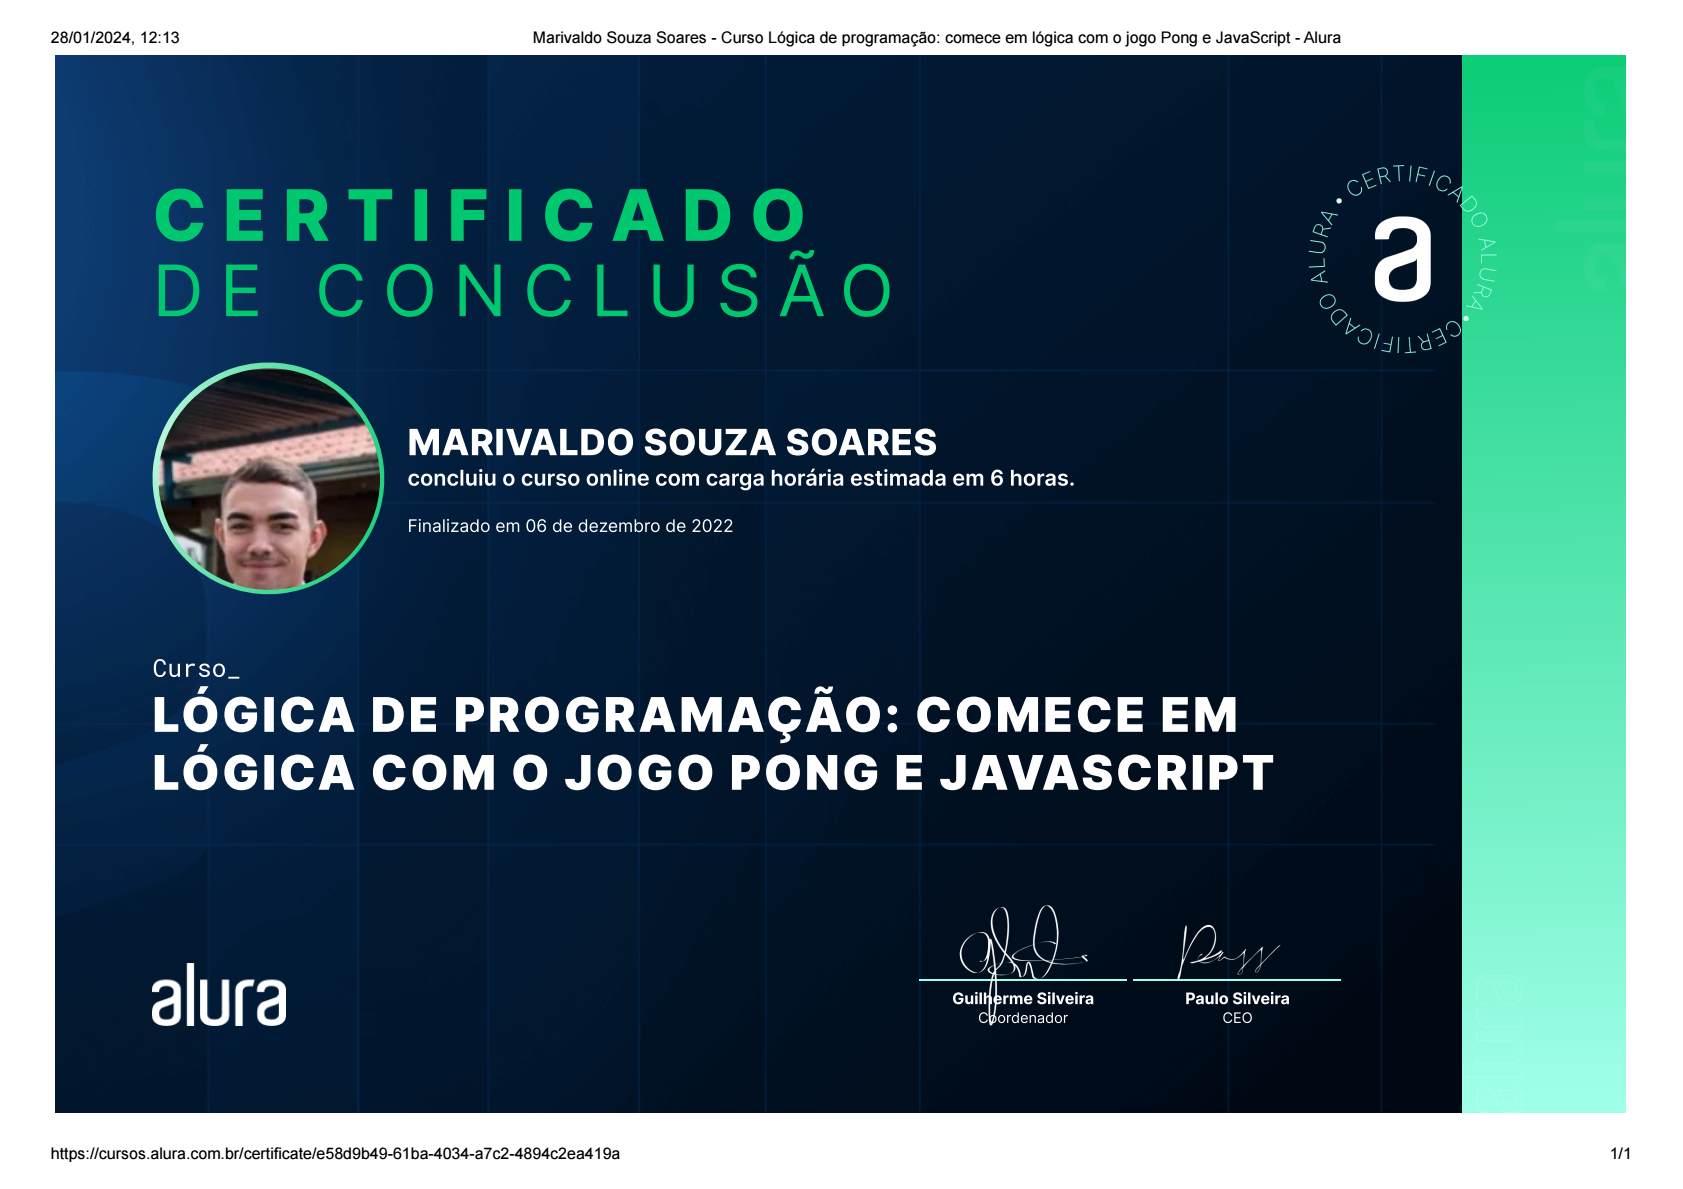 28/01/2024, 12:13
Marivaldo Souza Soares - Curso Lógica de programação: comece em lógica com o jogo Pong e JavaScript - Alura
CERTIFICADO
DE CONCLUSÃO
CERTIFICADO ALURA • CERTIFICADO ALURA •
a
MARIVALDO SOUZA SOARES
concluiu o curso online com carga horária estimada em 6 horas.
Finalizado em 06 de dezembro de 2022
Curso_
LÓGICA DE PROGRAMAÇÃO: COMECE EM
LÓGICA COM O JOGO PONG E JAVASCRIPT
alura
Guilherme Silveira
Coordenador
Paulo Silveira
CEO
alura
alura
https://cursos.alura.com.br/certificate/e58d9b49-61ba-4034-a7c2-4894c2ea419a
1/1